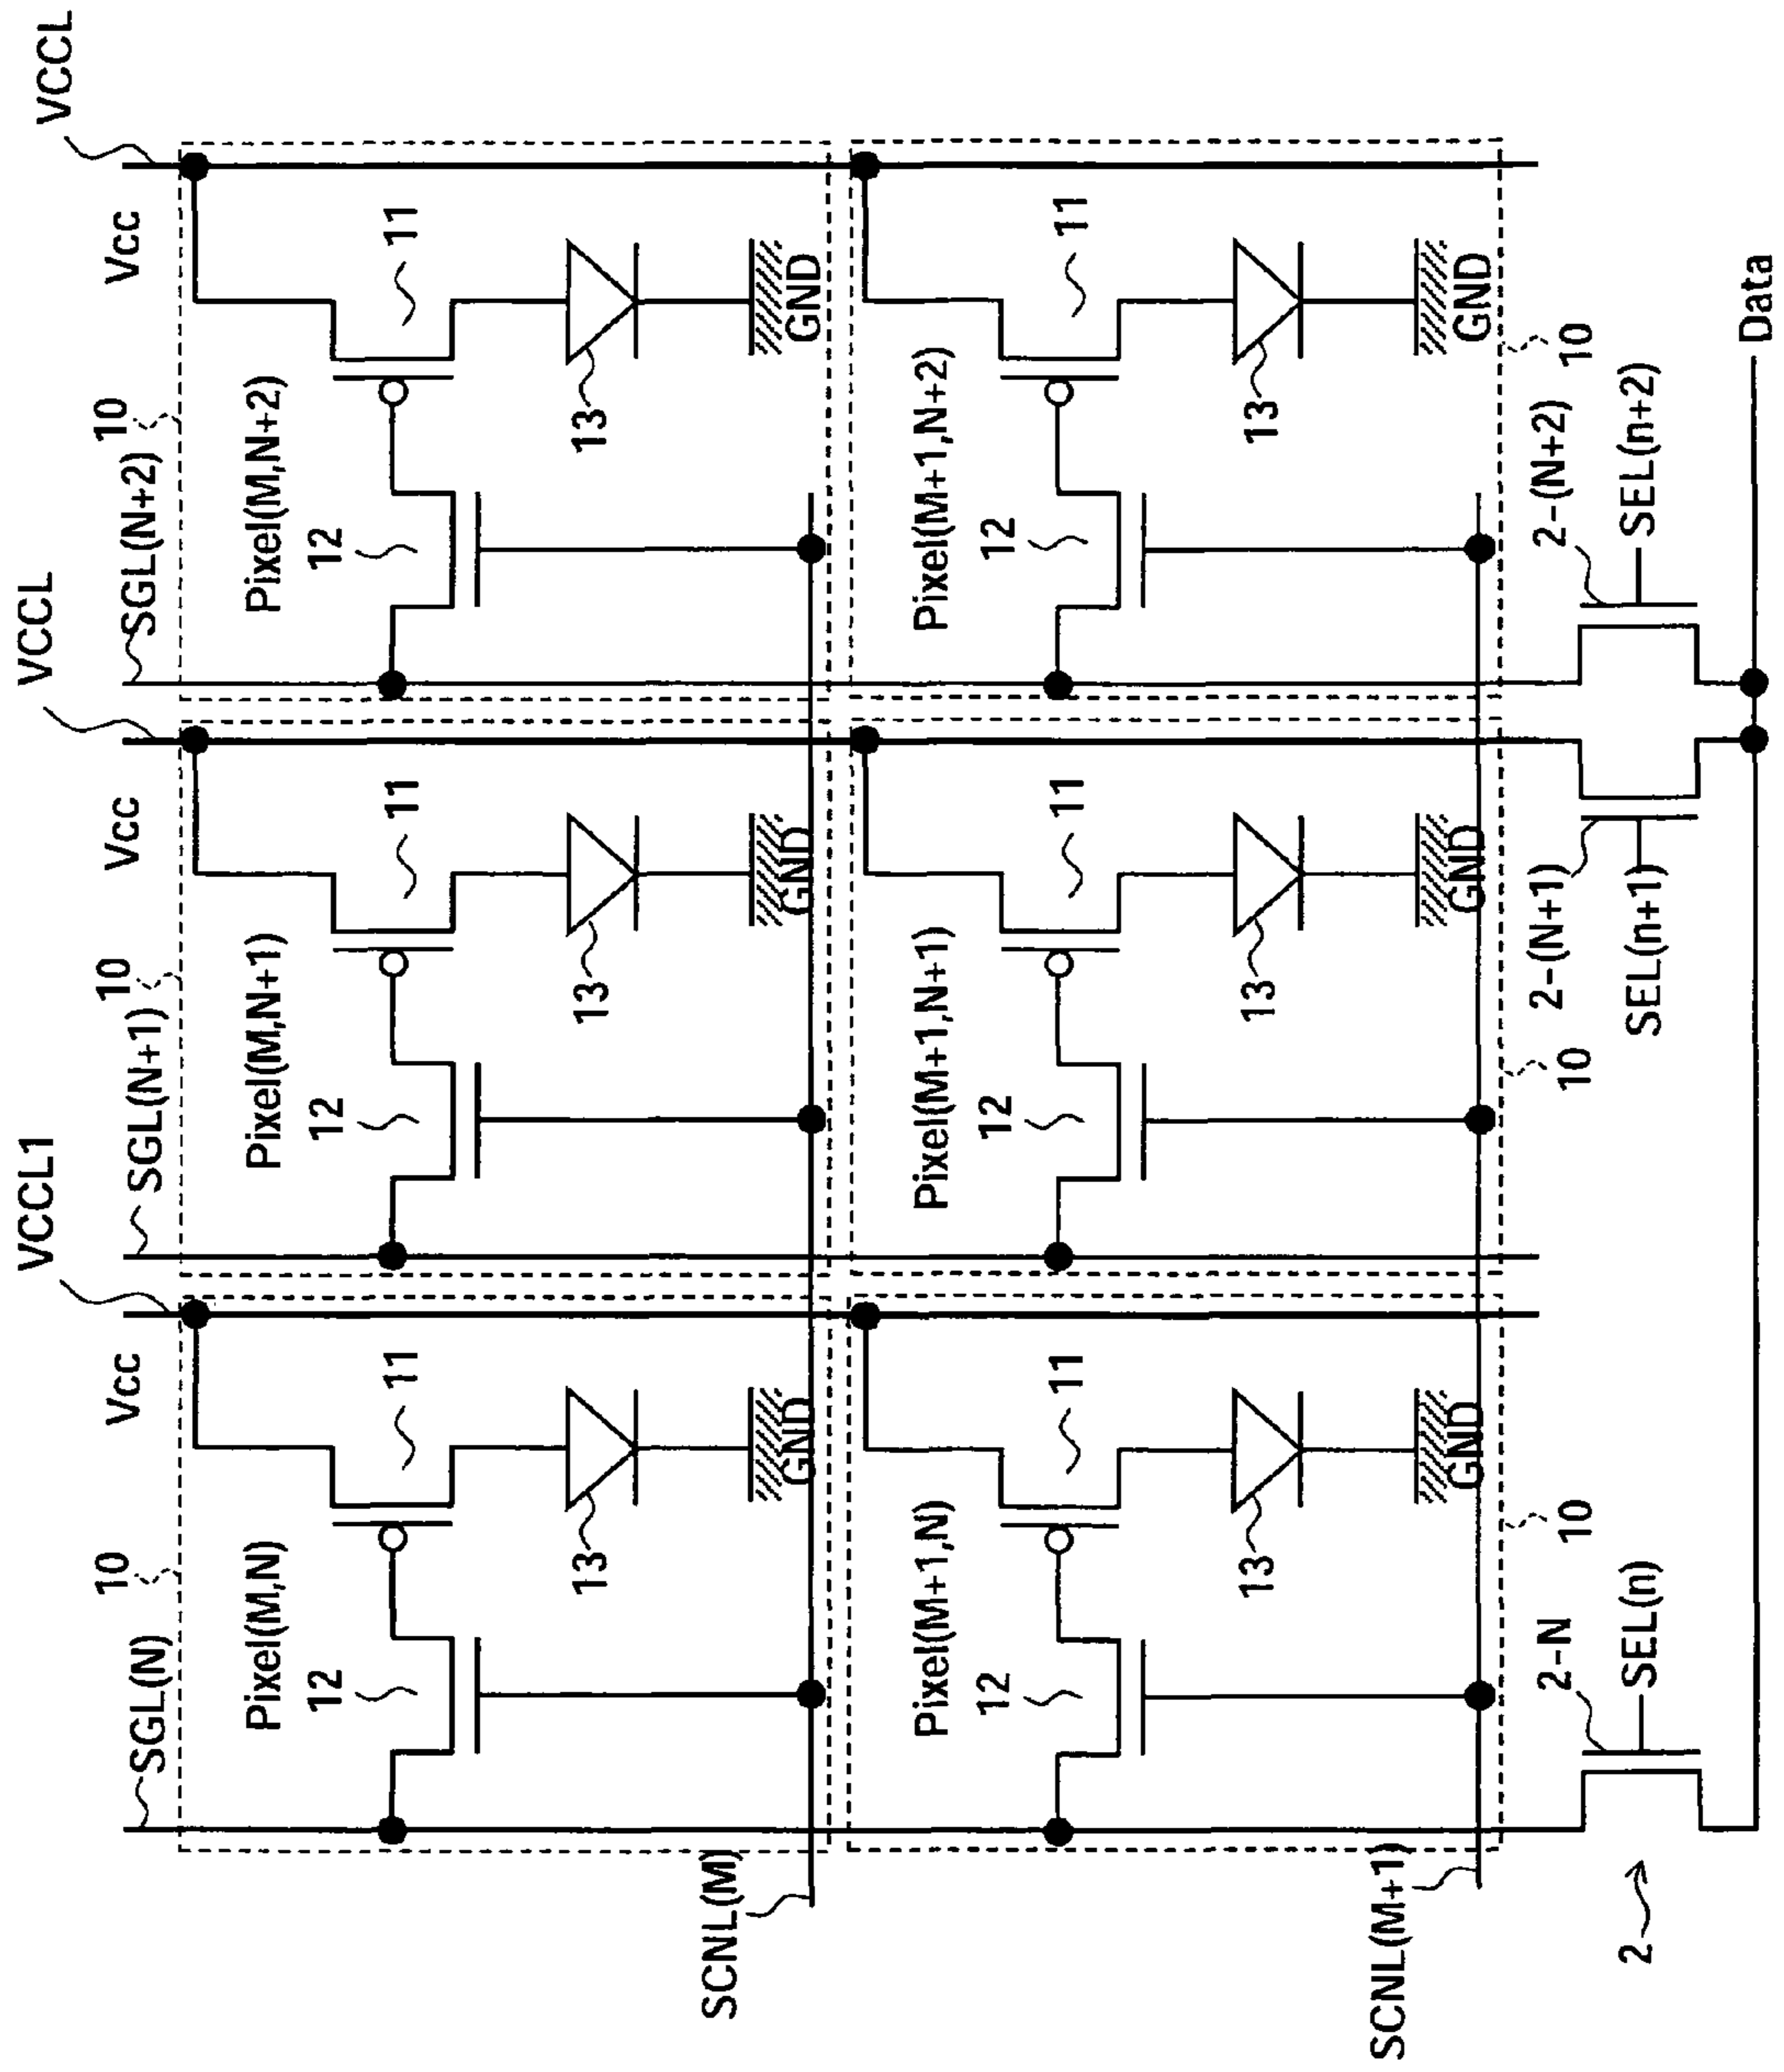 VCCL1
VCCL
VCCL
SGL(N)
10
Vcc
SGL(N+1)
10
Vcc
SGL(N+2)
10
Vcc
Pixel(M,N)
12
11
13
GND
Pixel(M,N+1)
12
11
13
GND
Pixel(M,N+2)
12
11
13
GND
SCNL(M)
Pixel(M+1,N)
12
11
13
GND
Pixel(M+1,N+1)
12
11
13
GND
Pixel(M+1,N+2)
12
11
13
GND
SCNL(M+1)
10
10
10
2-N
2-(N+1)
2-(N+2)
2
SEL(n)
SEL(n+1)
SEL(n+2)
Data